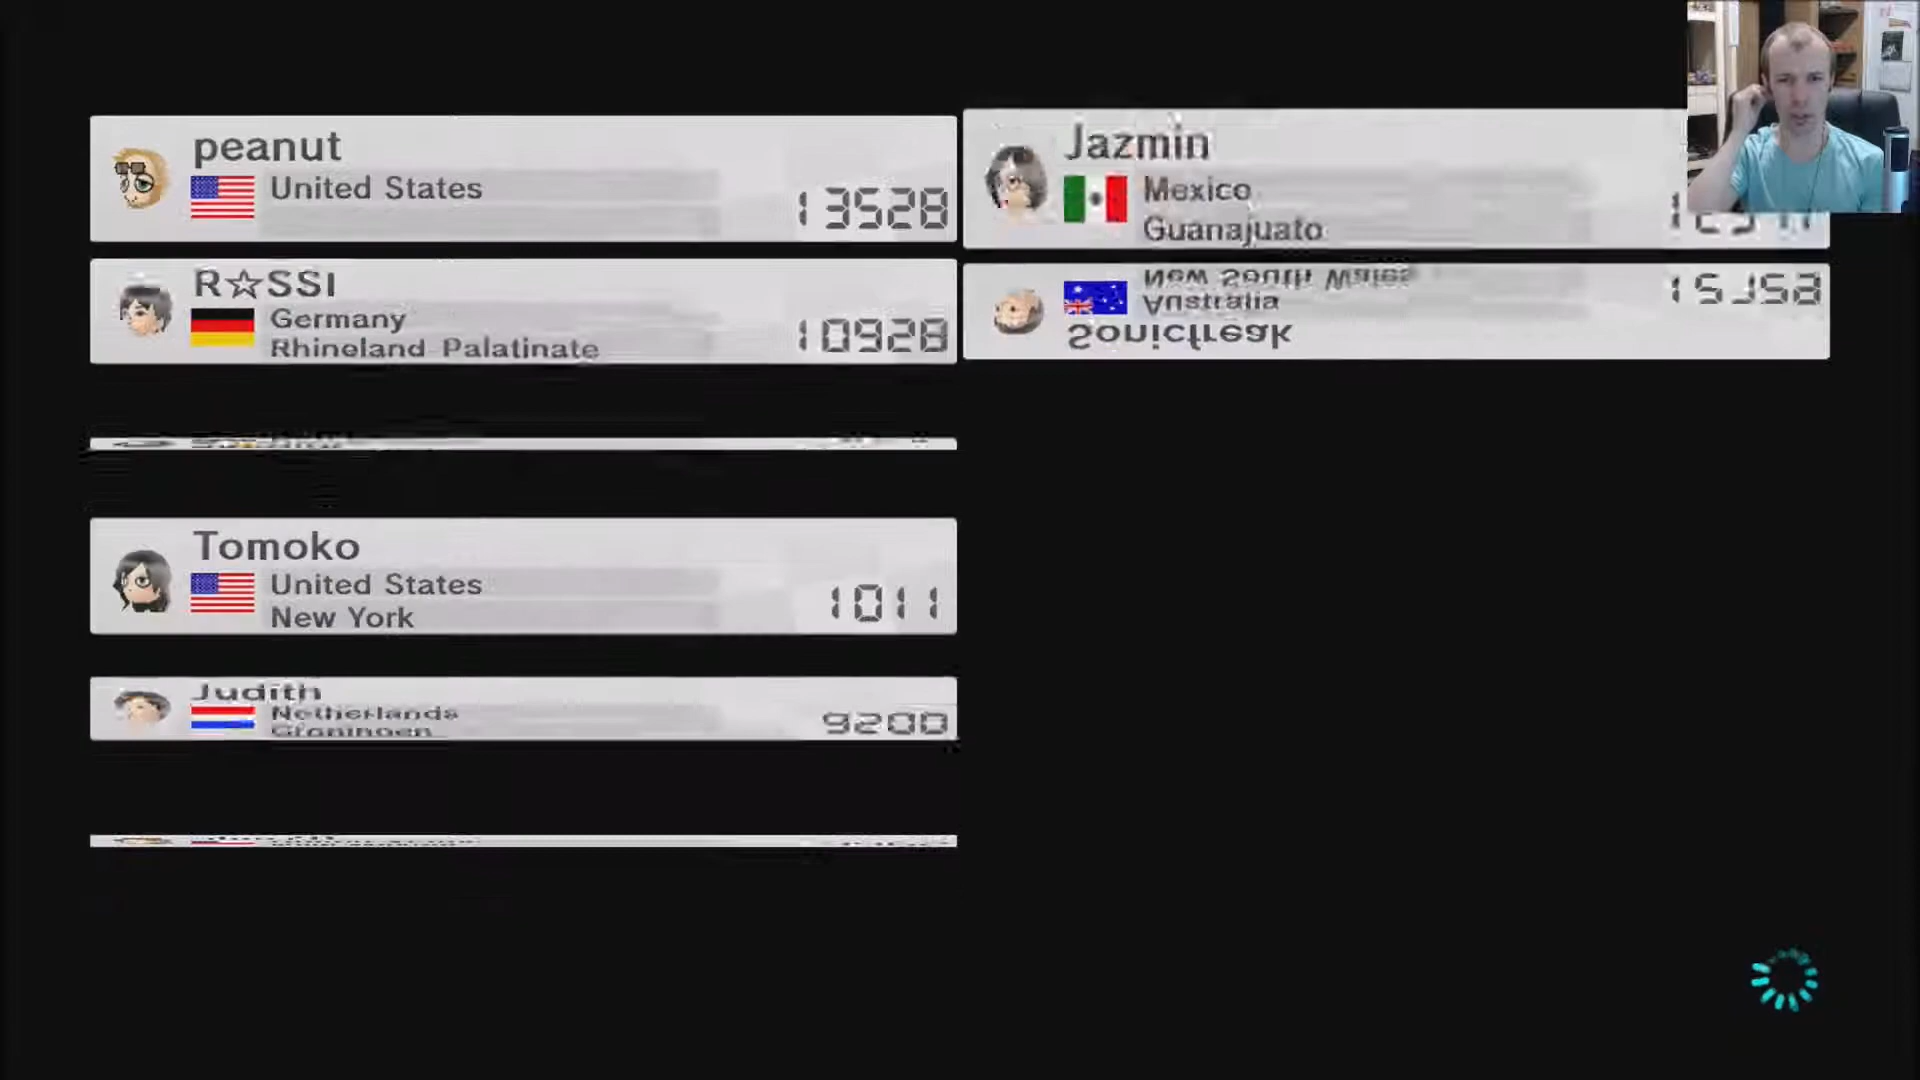 peanut
United States
13528
R☆SSI
Germany
Rhineland-Palatinate
10928
Tomoko
United States
New York
1011
Judith
Netherlands
Groningen
9200
Jazmin
Mexico
Guanajuato
New South Wales
Australia
Sonicfreak